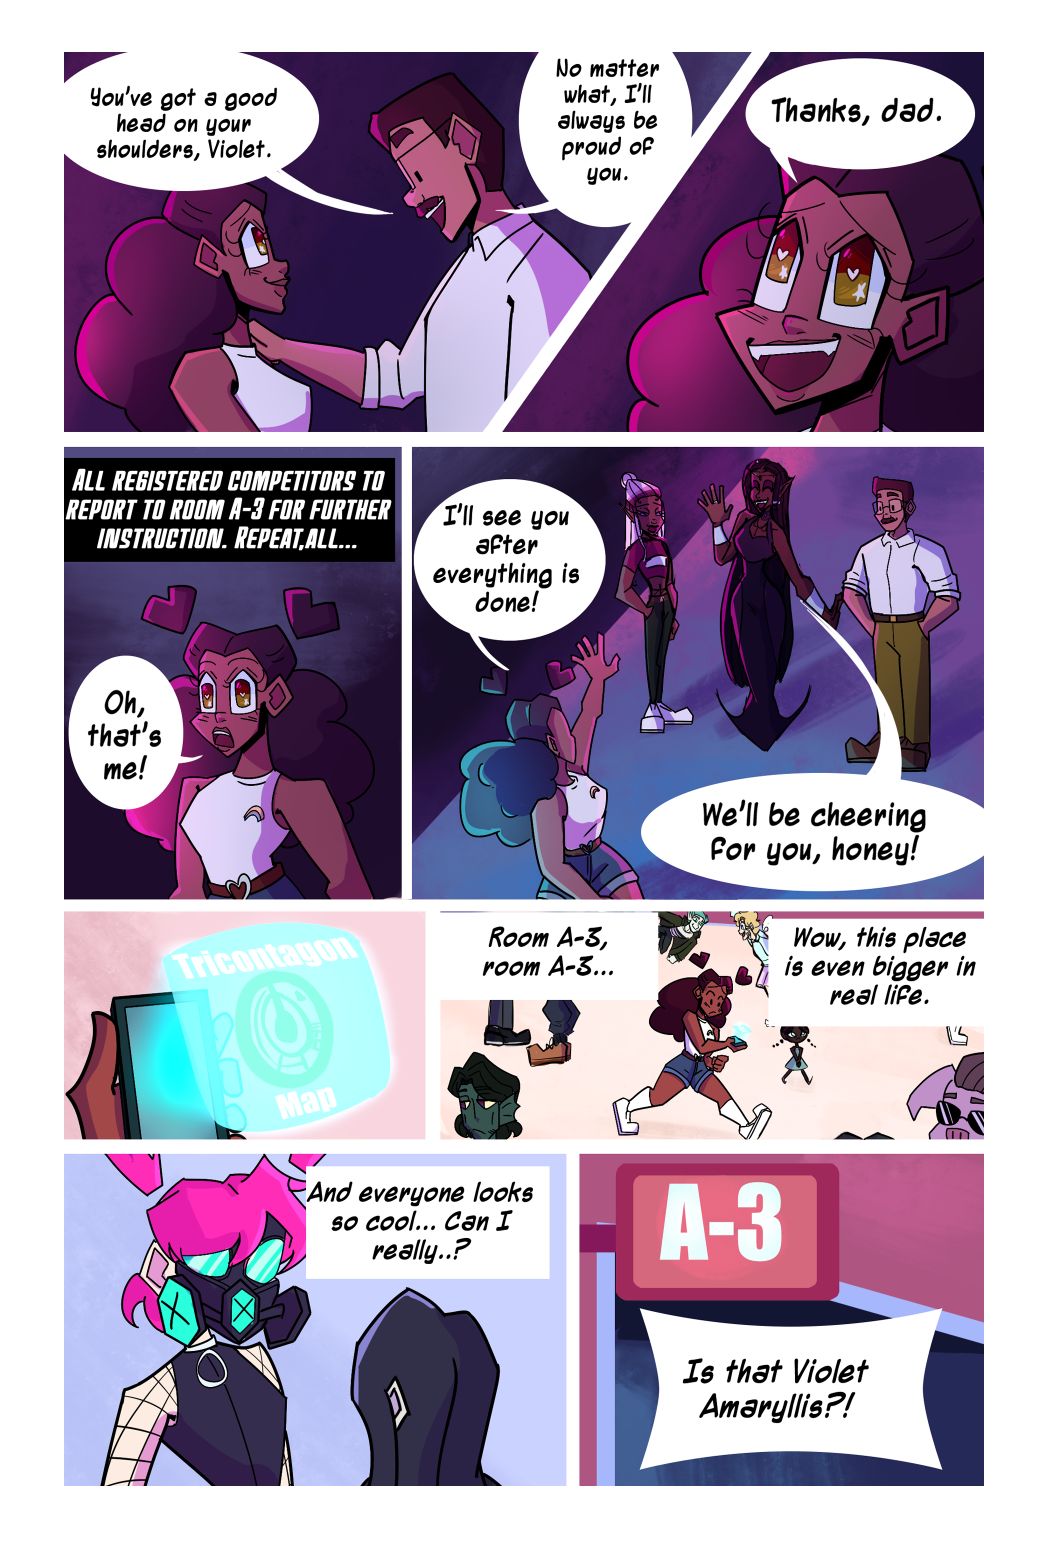 You've got a good
head on your
shoulders, Violet.
No matter
what, I'll
always be
proud of
you.
Thanks, dad.
All registered competitors to
report to room A-3 for further
instruction. Repeat,all...
Oh,
that's
me!
I'll see you
after
everything is
done!
We'll be cheering
for you, honey!
Tricontagon
Map
Room A-3,
room A-3...
Wow, this place
is even bigger in
real life.
And everyone looks
so cool... Can I
really..?
A-3
Is that Violet
Amaryllis?!